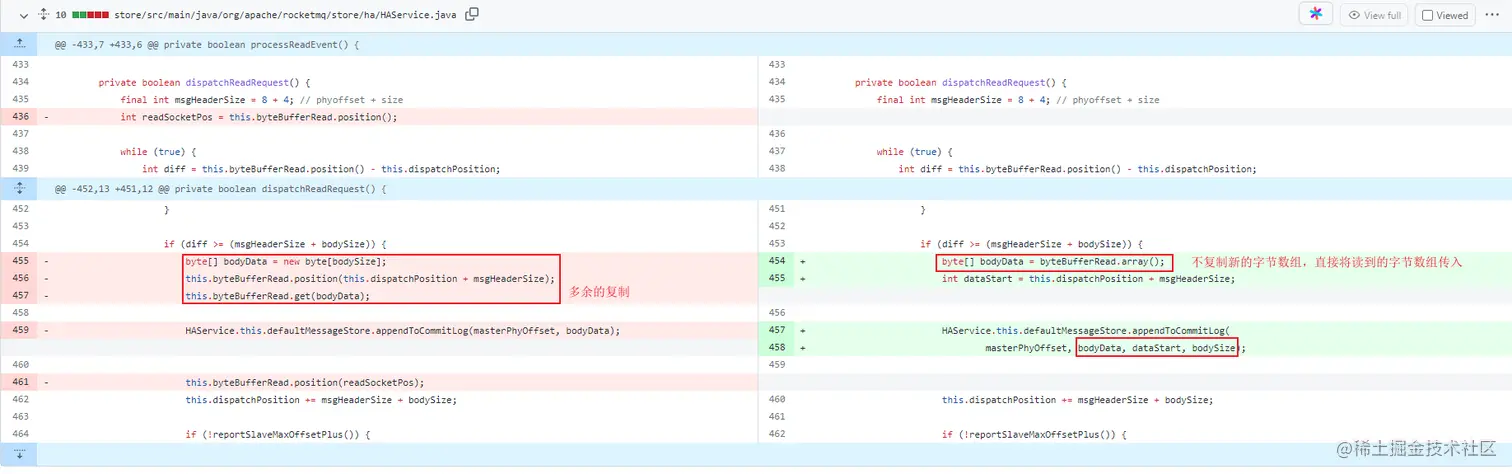 10 store/src/main/java/org/apache/rocketmq/store/ha/HAService.java View full Viewed ...
@@ -433,7 +433,6 @@ private boolean processReadEvent() {
433 433
434 private boolean dispatchReadRequest() { 434 private boolean dispatchReadRequest() {
435 final int msgHeaderSize = 8 + 4; // phyoffset + size 435 final int msgHeaderSize = 8 + 4; // phyoffset + size
436 - int readSocketPos = this.byteBufferRead.position();
437 436
438 while (true) { 437 while (true) {
439 int diff = this.byteBufferRead.position() - this.dispatchPosition; 438 int diff = this.byteBufferRead.position() - this.dispatchPosition;
@@ -452,13 +451,12 @@ private boolean dispatchReadRequest() {
452 } 451 }
453 452
454 if (diff >= (msgHeaderSize + bodySize)) { 453 if (diff >= (msgHeaderSize + bodySize)) {
455 - byte[] bodyData = new byte[bodySize]; 454 + byte[] bodyData = byteBufferRead.array(); 不复制新的字节数组，直接将读到的字节数组传入
456 - this.byteBufferRead.position(this.dispatchPosition + msgHeaderSize); 455 + int dataStart = this.dispatchPosition + msgHeaderSize;
457 - this.byteBufferRead.get(bodyData); 多余的复制
458 456
459 - HAService.this.defaultMessageStore.appendToCommitLog(masterPhyOffset, bodyData); 457 + HAService.this.defaultMessageStore.appendToCommitLog(
458 + masterPhyOffset, bodyData, dataStart, bodySize);
460 459
461 - this.byteBufferRead.position(readSocketPos);
462 this.dispatchPosition += msgHeaderSize + bodySize; 460 this.dispatchPosition += msgHeaderSize + bodySize;
463 461
464 if (!reportSlaveMaxOffsetPlus()) { 462 if (!reportSlaveMaxOffsetPlus()) {
@稀土掘金技术社区